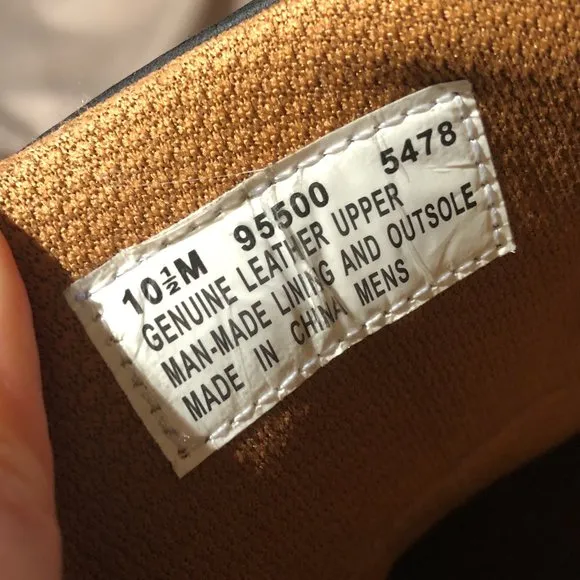 10½M 95500 5478
GENUINE LEATHER UPPER
MAN-MADE LINING AND OUTSOLE
MADE IN CHINA MENS